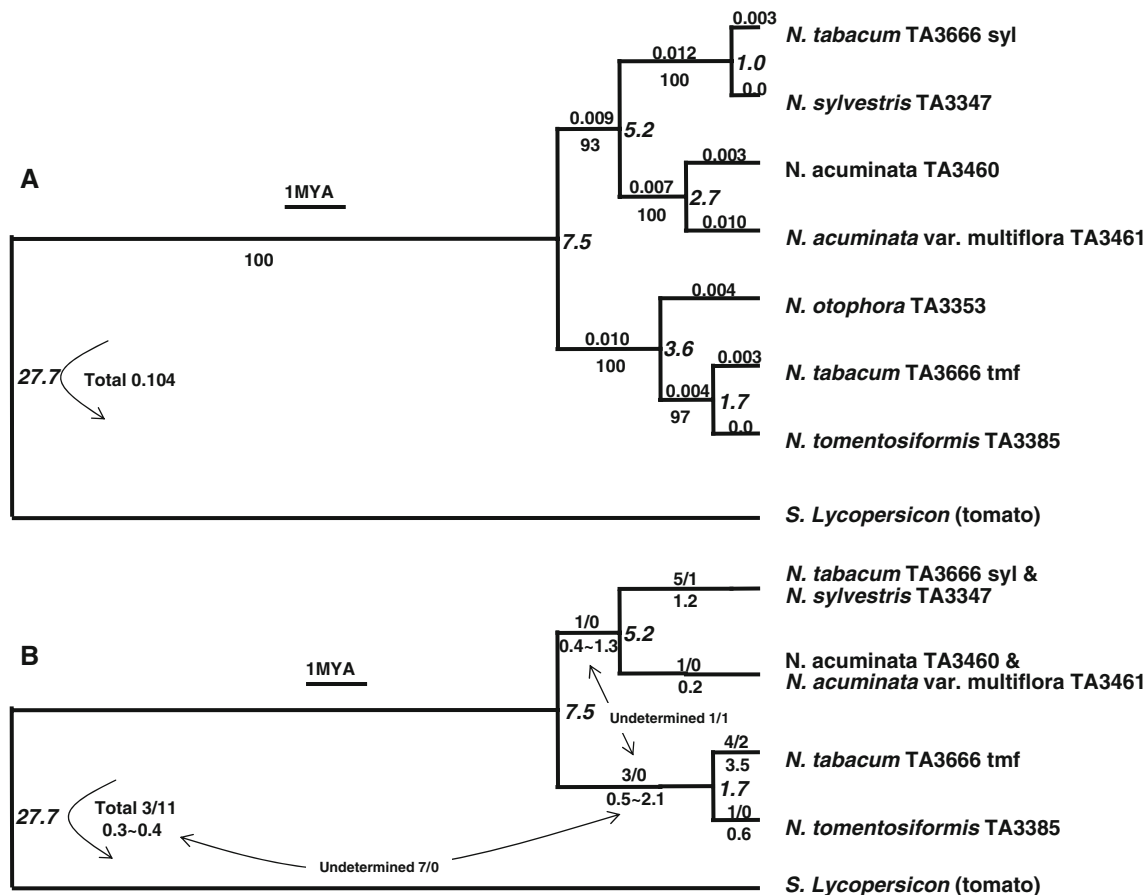 0.003
N. tabacum TA3666 syl
0.012
1.0
100
0.0
N. sylvestris TA3347
0.009
5.2
93
A
0.003
N. acuminata TA3460
1MYA
0.007
2.7
100
0.010
N. acuminata var. multiflora TA3461
7.5
100
0.004
N. otophora TA3353
0.010
3.6
100
0.003
N. tabacum TA3666 tmf
27.7
Total 0.104
0.004
1.7
97
0.0
N. tomentosiformis TA3385
S. Lycopersicon (tomato)
5/1
N. tabacum TA3666 syl &
N. sylvestris TA3347
1.2
1/0
5.2
0.4~1.3
B
1MYA
1/0
N. acuminata TA3460 &
N. acuminata var. multiflora TA3461
0.2
7.5
Undetermined 1/1
4/2
N. tabacum TA3666 tmf
3.5
3/0
1.7
0.5~2.1
27.7
Total 3/11
0.3~0.4
1/0
N. tomentosiformis TA3385
0.6
Undetermined 7/0
S. Lycopersicon (tomato)